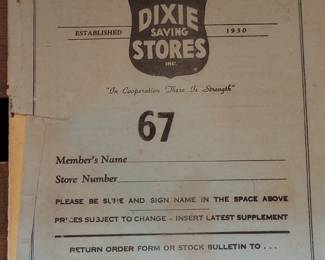 DIXIE
SAVING
ESTABLISHED 1930
STORES
INC.
"In Cooperation There Is Strength"
67
Member's Name
Store Number
PLEASE BE SURE AND SIGN NAME IN THE SPACE ABOVE
PRICES SUBJECT TO CHANGE - INSERT LATEST SUPPLEMENT
RETURN ORDER FORM OR STOCK BULLETIN TO . . .